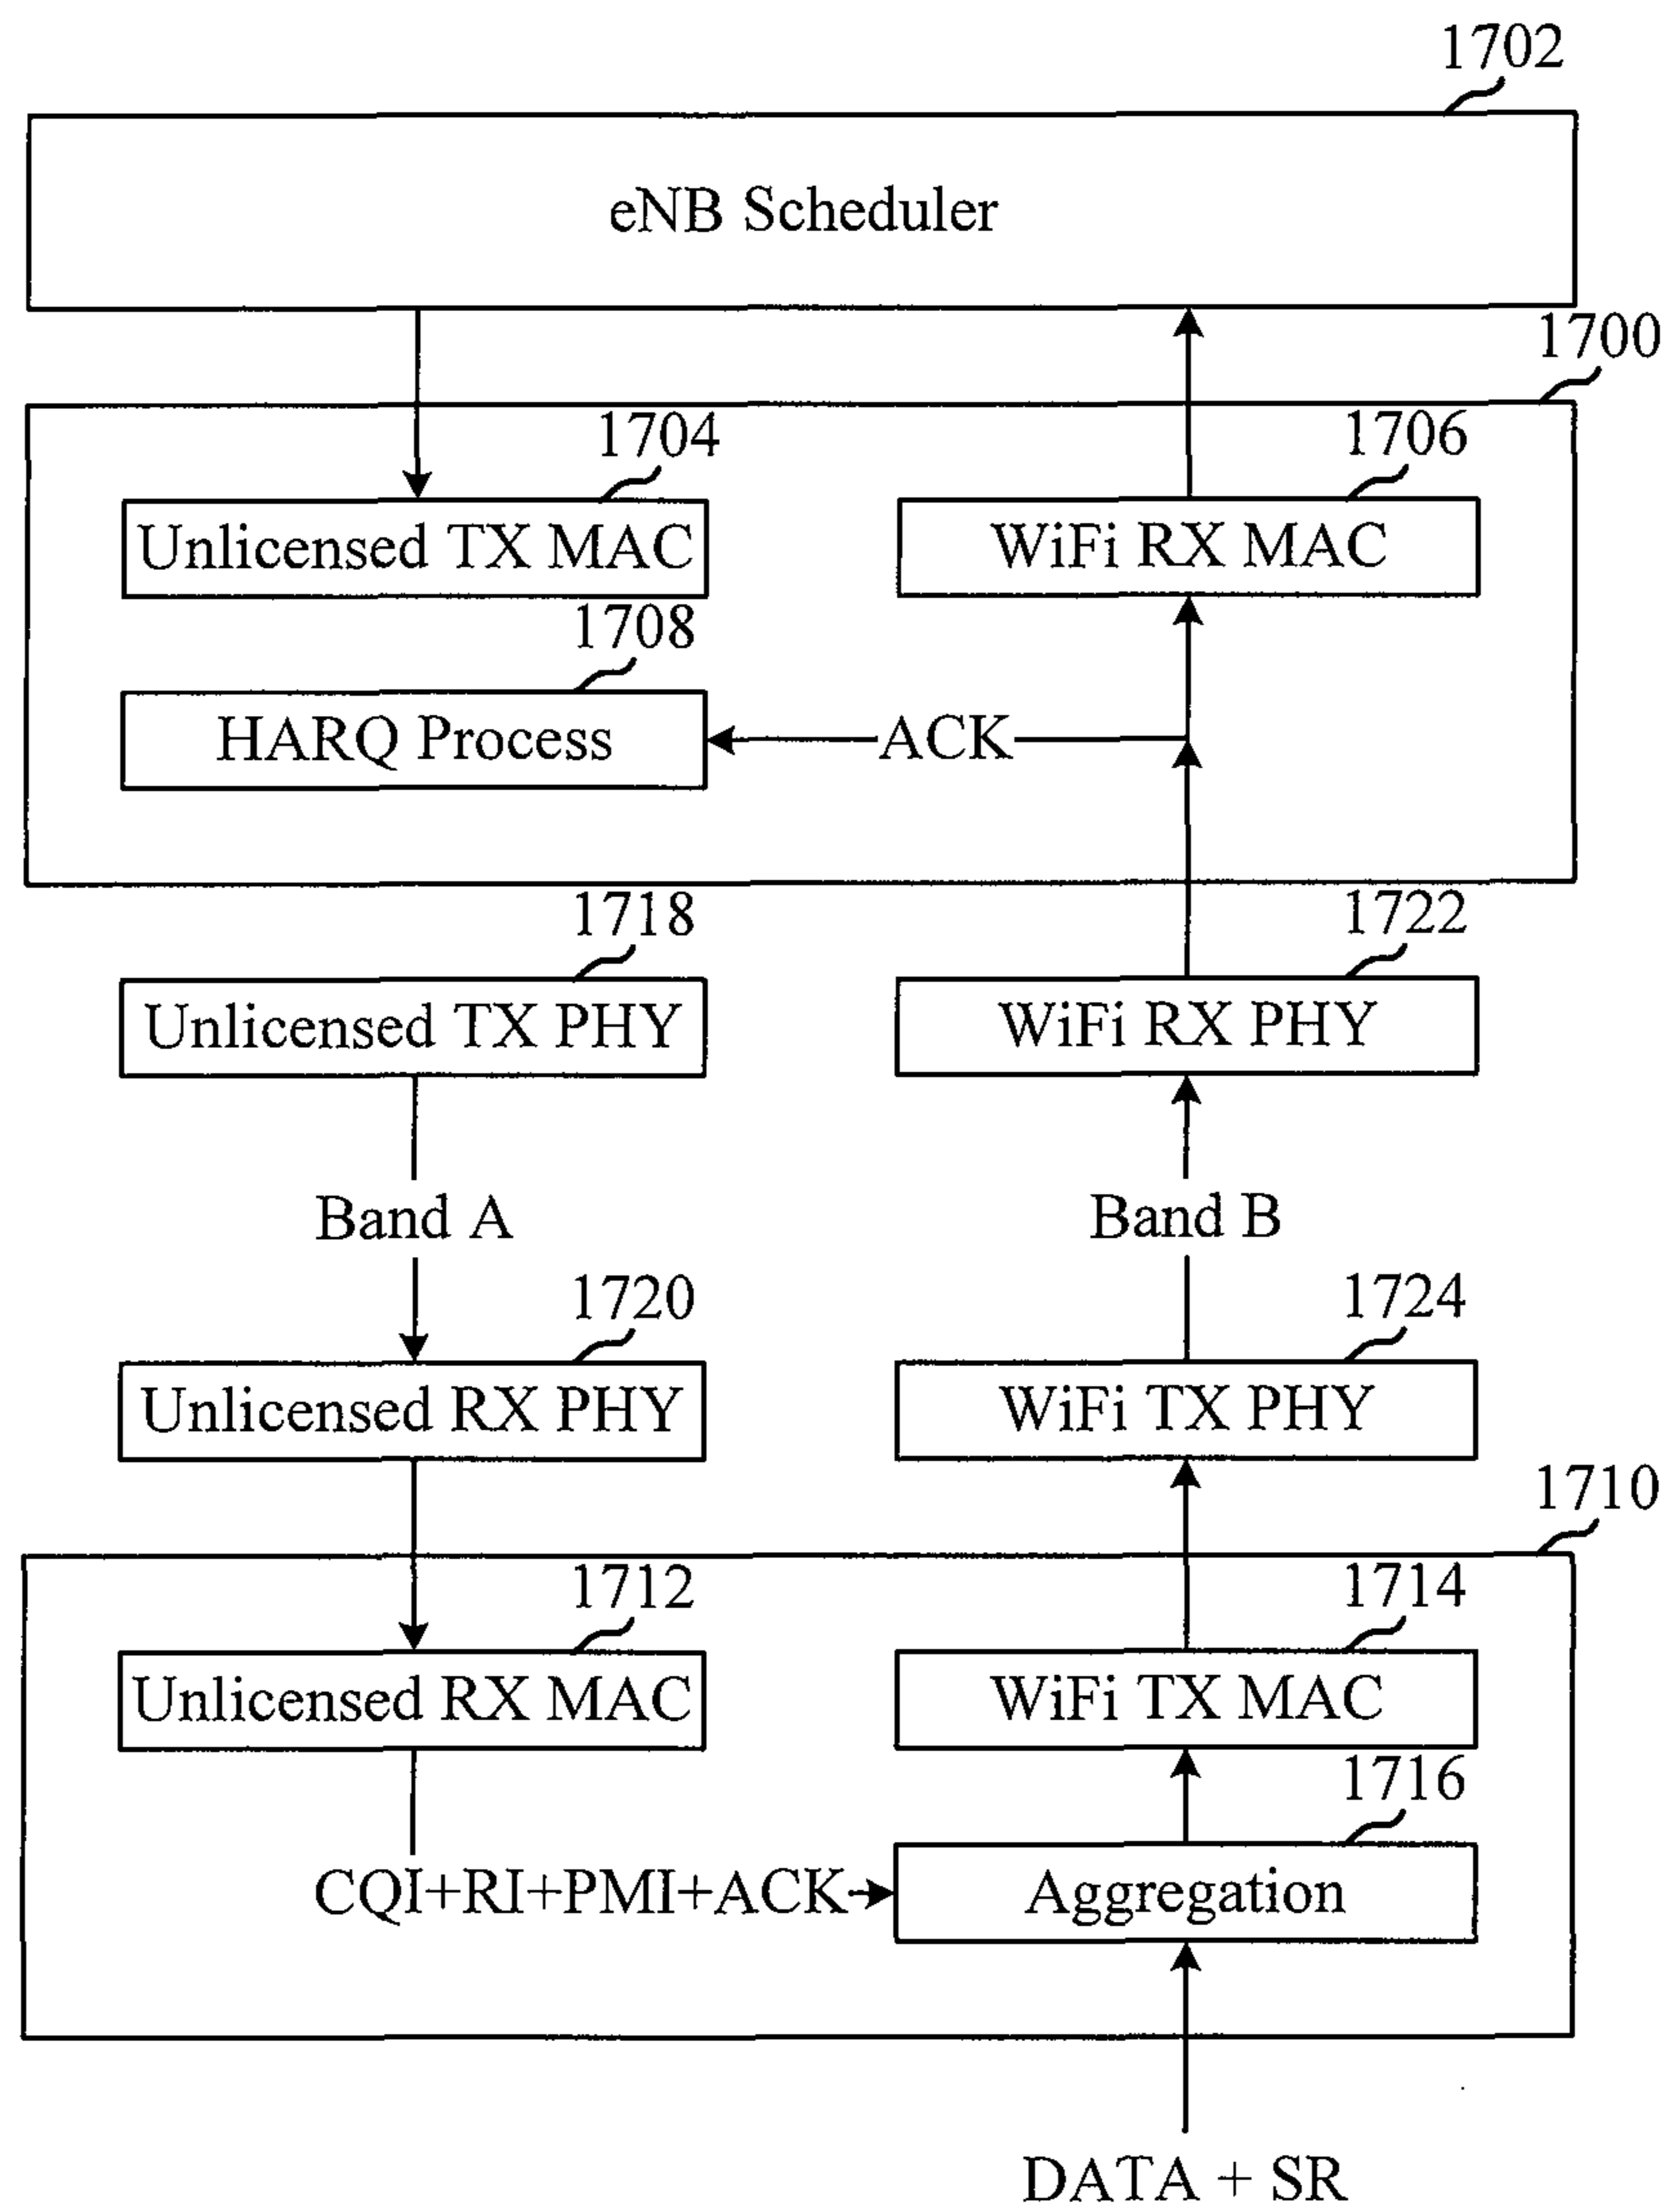 1702
eNB Scheduler
1700
1704
1706
Unlicensed TX MAC
WiFi RX MAC
1708
HARQ Process
ACK
1718
1722
Unlicensed TX PHY
WiFi RX PHY
Band A
Band B
1720
1724
Unlicensed RX PHY
WiFi TX PHY
1710
1712
1714
Unlicensed RX MAC
WiFi TX MAC
1716
CQI+RI+PMI+ACK
Aggregation
DATA + SR